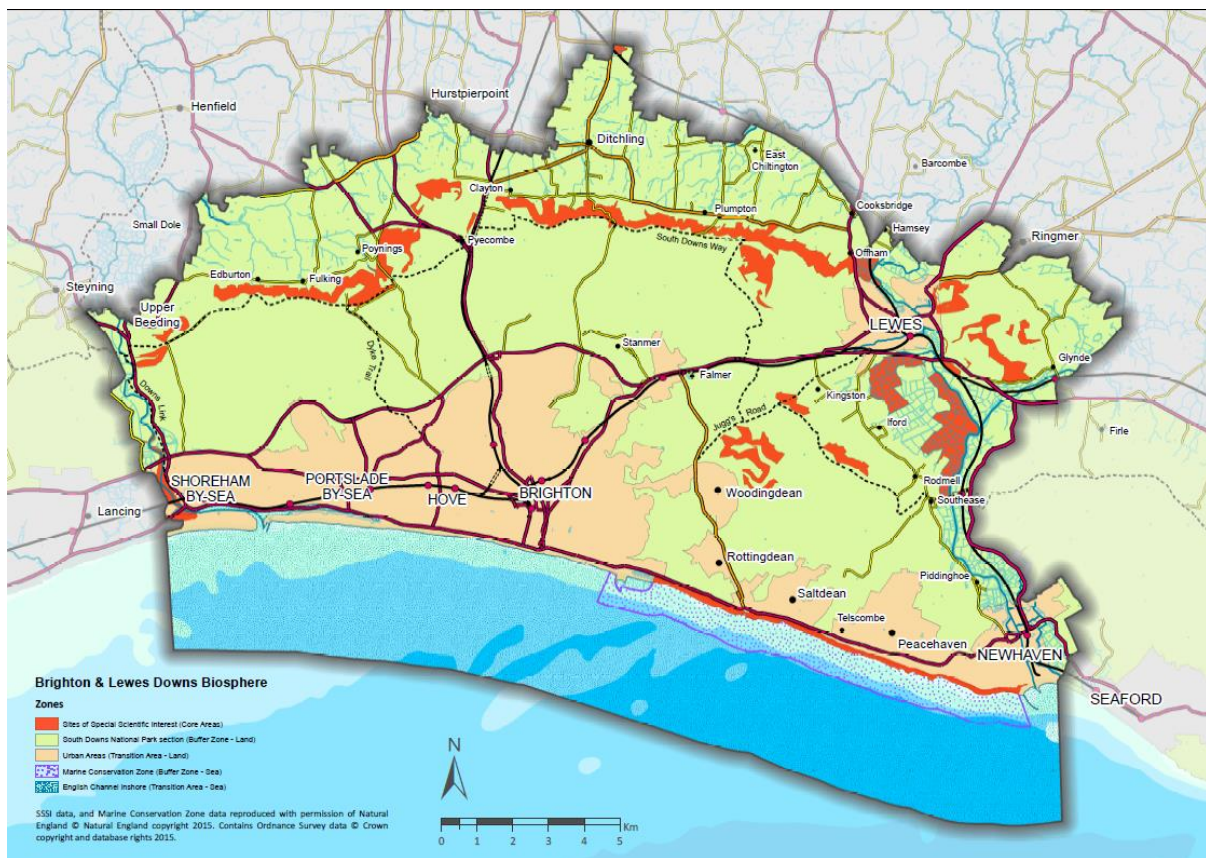 Henfield
Hurstpierpoint
Ditchling
East
Chiltington
Barcombe
Clayton
Plumpton
Cooksbridge
Hamsey
Small Dole
Ringmer
Poynings
Pyecombe
South Downs Way
Offham
Edburton
Fulking
Steyning
Upper
Beeding
LEWES
Stanmer
Glynde
Dyke Trail
Falmer
Kingston
Downs Link
Jugg's Road
Iford
Firle
SHOREHAM
BY-SEA
PORTSLADE
BY-SEA
HOVE
BRIGHTON
Woodingdean
Rodmell
Southease
Lancing
Rottingdean
Piddinghoe
Saltdean
Telscombe
Peacehaven
NEWHAVEN
SEAFORD
Brighton & Lewes Downs Biosphere
Zones
Sites of Special Scientific Interest (Core Areas)
South Downs National Park section (Buffer Zone - Land)
Urban Areas (Transition Area - Land)
Marine Conservation Zone (Buffer Zone - Sea)
English Channel Inshore (Transition Area - Sea)
SSSI data, and Marine Conservation Zone data reproduced with permission of Natural
England © Natural England copyright 2015. Contains Ordnance Survey data © Crown
copyright and database rights 2015.
N
Km
0 1 2 3 4 5